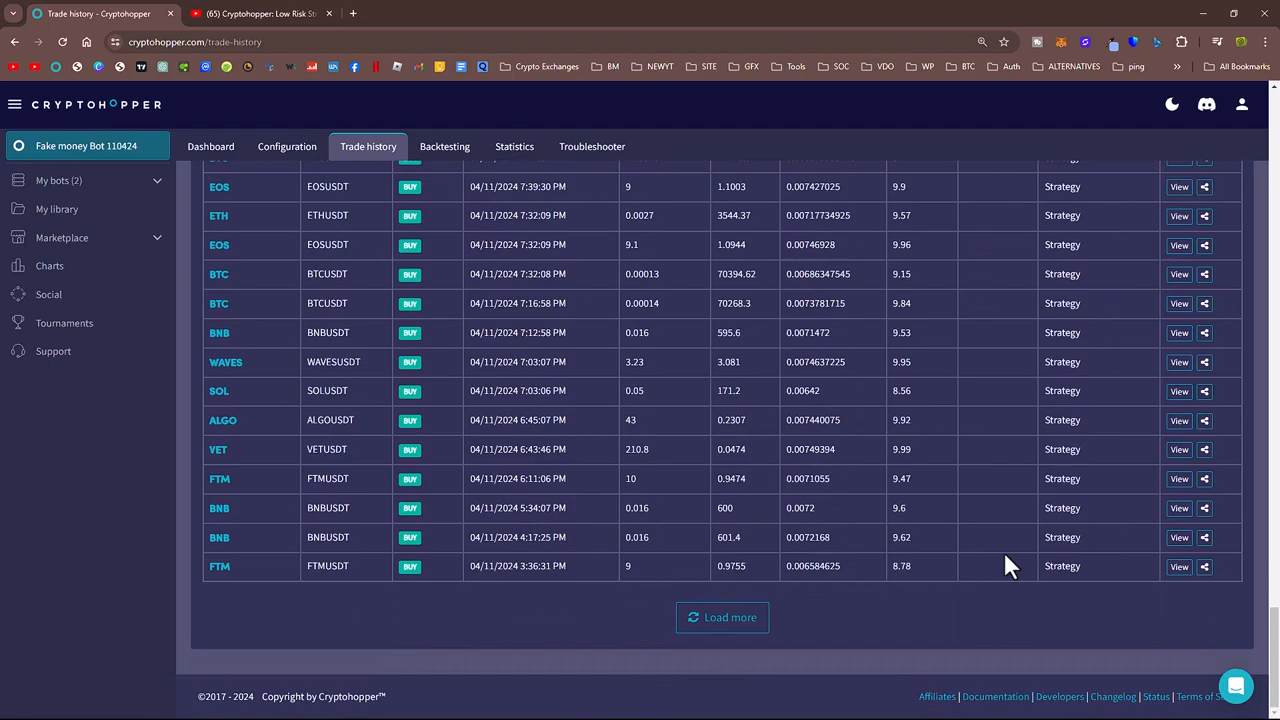 Trade history - Cryptohopper
(65) Cryptohopper: Low Risk St
cryptohopper.com/trade-history
Crypto Exchanges BM NEWYT STE GFX Tools SOC VDO WP BTC Auth ALTERNATIVES ping All Bookmarks
CRYPTOHOPPER
Fake money Bot 110424
Dashboard Configuration Trade history Backtesting Statistics Troubleshooter
My bots (2)
My library
Marketplace
Charts
Social
Tournaments
Support
EOS EOSUSDT BUY 04/11/2024 7:39:30 PM 9 1.1003 0.007427025 9.9 Strategy View
ETH ETHUSDT BUY 04/11/2024 7:32:09 PM 0.0027 3544.37 0.00717734925 9.57 Strategy View
EOS EOSUSDT BUY 04/11/2024 7:32:09 PM 9.1 1.0944 0.00746928 9.96 Strategy View
BTC BTCUSDT BUY 04/11/2024 7:32:08 PM 0.00013 70394.62 0.00686347545 9.15 Strategy View
BTC BTCUSDT BUY 04/11/2024 7:16:58 PM 0.00014 70268.3 0.0073781715 9.84 Strategy View
BNB BNBUSDT BUY 04/11/2024 7:12:58 PM 0.016 595.6 0.0071472 9.53 Strategy View
WAVES WAVESUSDT BUY 04/11/2024 7:03:07 PM 3.23 3.081 0.0074637225 9.95 Strategy View
SOL SOLUSDT BUY 04/11/2024 7:03:06 PM 0.05 171.2 0.00642 8.56 Strategy View
ALGO ALGOUSDT BUY 04/11/2024 6:45:07 PM 43 0.2307 0.007440075 9.92 Strategy View
VET VETUSDT BUY 04/11/2024 6:43:46 PM 210.8 0.0474 0.00749394 9.99 Strategy View
FTM FTMUSDT BUY 04/11/2024 6:11:06 PM 10 0.9474 0.0071055 9.47 Strategy View
BNB BNBUSDT BUY 04/11/2024 5:34:07 PM 0.016 600 0.0072 9.6 Strategy View
BNB BNBUSDT BUY 04/11/2024 4:17:25 PM 0.016 601.4 0.0072168 9.62 Strategy View
FTM FTMUSDT BUY 04/11/2024 3:36:31 PM 9 0.9755 0.006584625 8.78 Strategy View
Load more
©2017 - 2024 Copyright by Cryptohopper™
Affiliates | Documentation | Developers | Changelog | Status | Terms of S